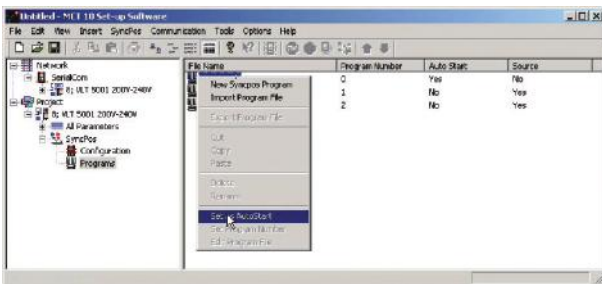 Untitled - MCT 10 Set-up Software
File Edit View Insert SyncPos Communication Tools Options Help
Network
SerialCom
8; VLT 5001 200V-240V
Project
8; VLT 5001 200V-240V
All Parameters
SyncPos
Configuration
Programs
File Name Program Number Auto Start Source
0 Yes No
1 No Yes
2 No Yes
New Syncpos Program
Import Program File
Export Program File
Cut
Copy
Paste
Delete
Rename
Set as AutoStart
Set Program Number
Edit Program File